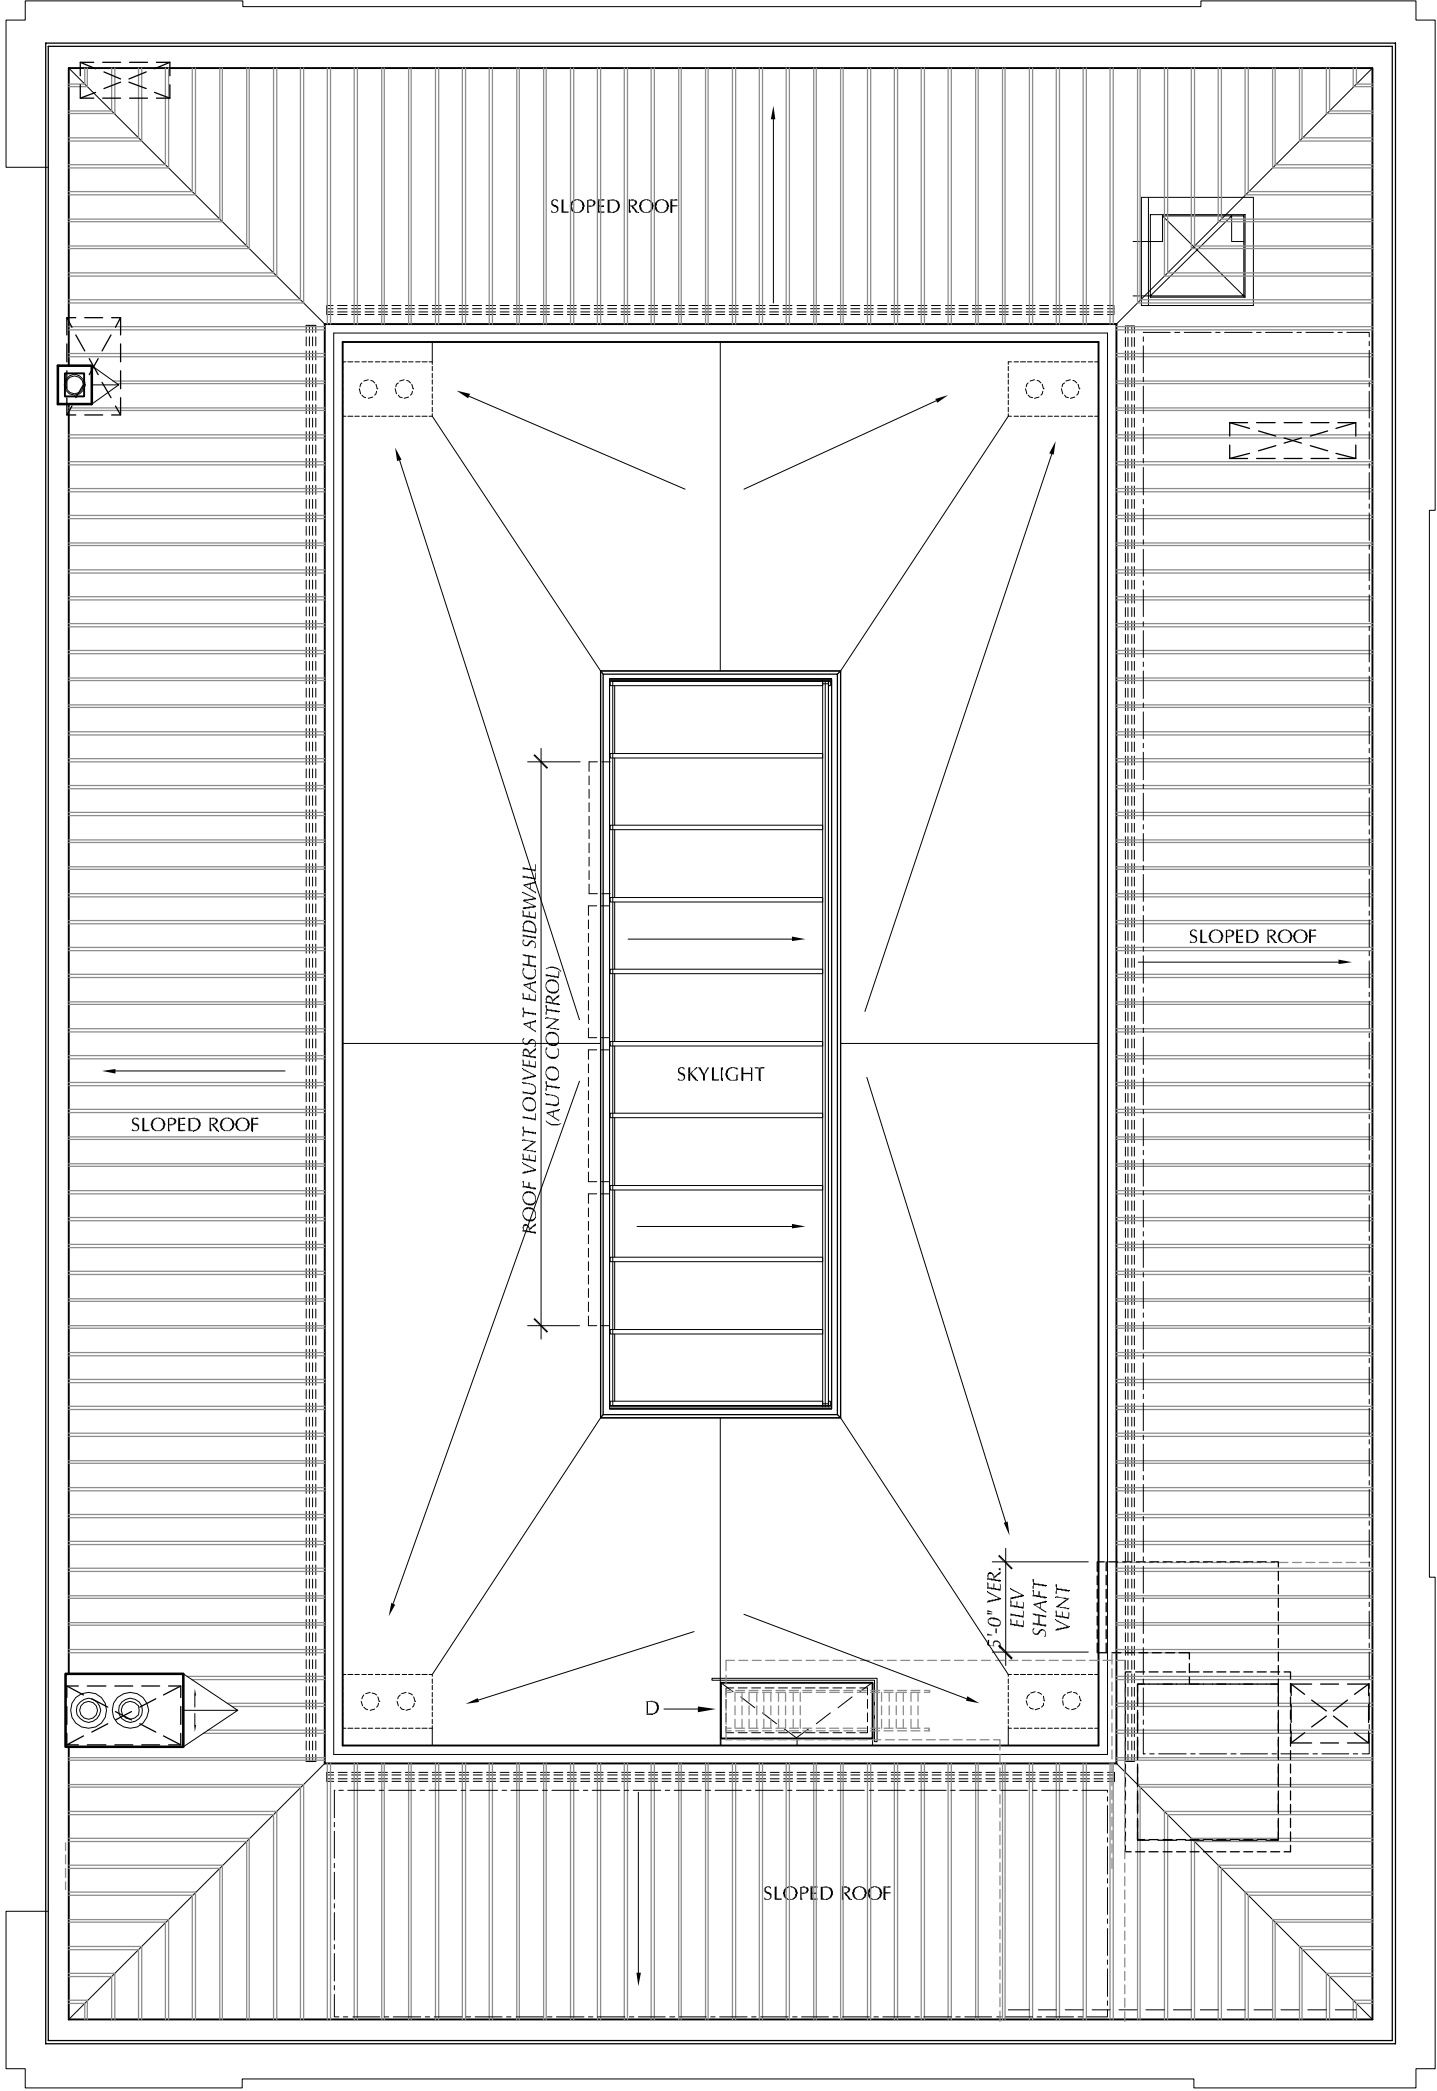 SLOPED ROOF
SLOPED ROOF
ROOF VENT LOUVERS AT EACH SIDEWALL
(AUTO CONTROL)
SKYLIGHT
SLOPED ROOF
5'-0" VER.
ELEV
SHAFT
VENT
D
SLOPED ROOF